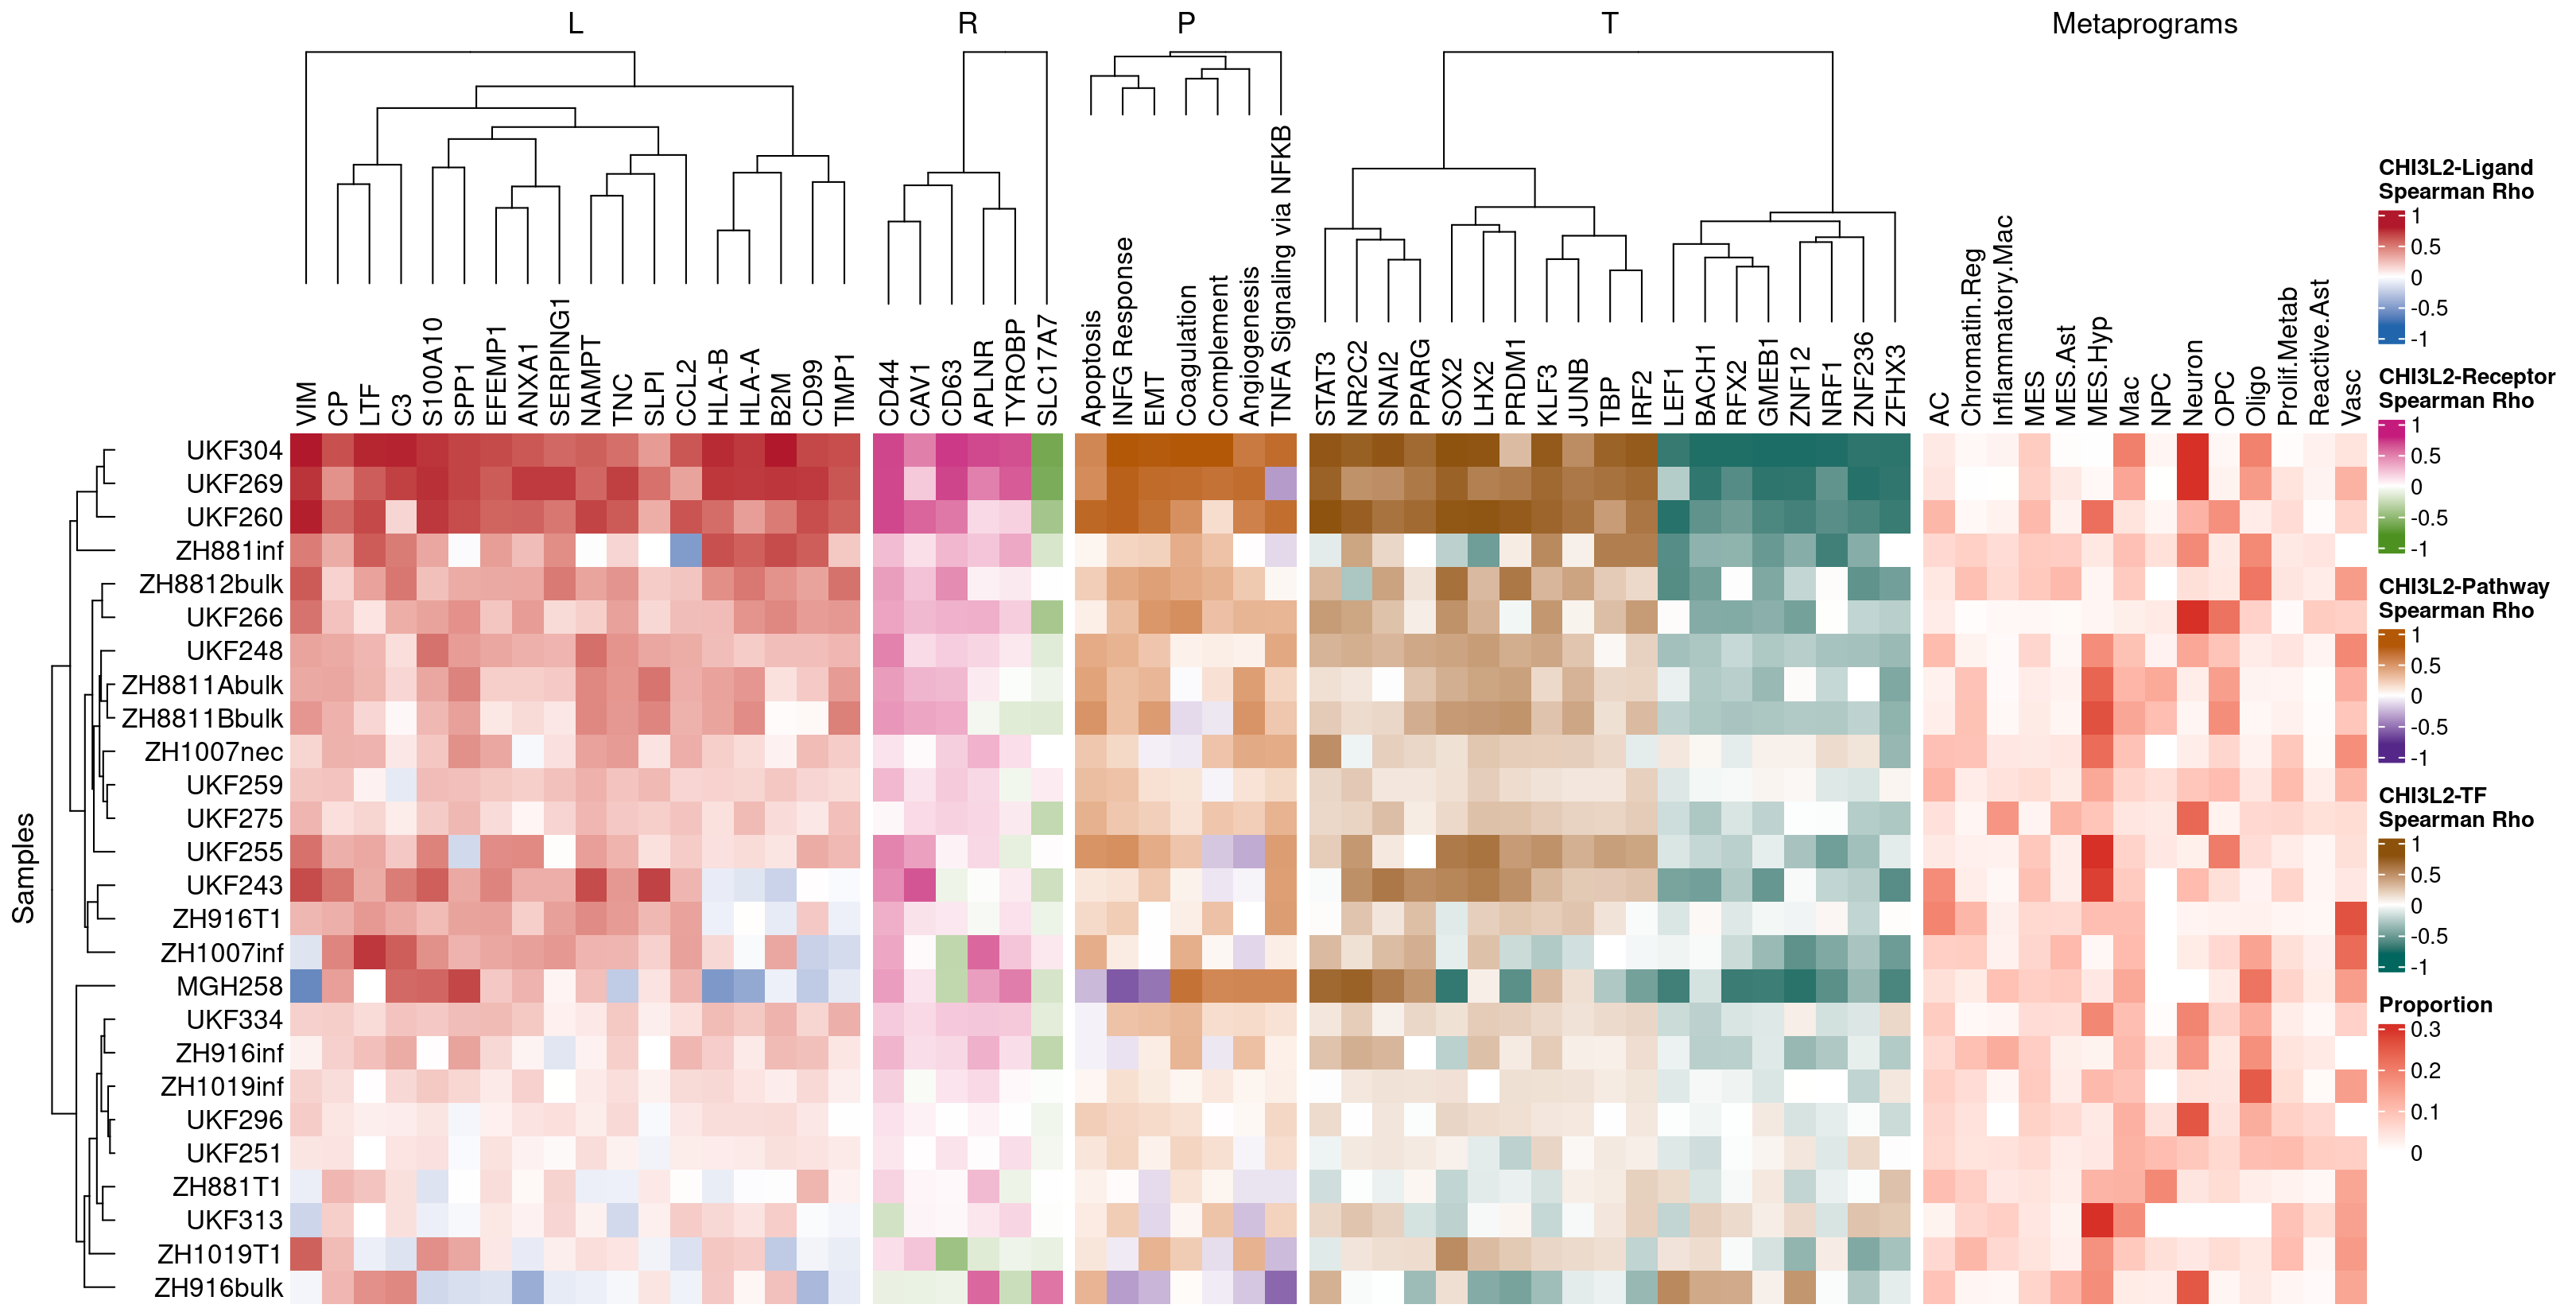 L R P T Metaprograms
VIM CP LTF C3 S100A10 SPP1 EFEMP1 ANXA1 SERPING1 NAMPT TNC SLPI CCL2 HLA-B HLA-A B2M CD99 TIMP1
CD44 CAV1 CD63 APLNR TYROBP SLC17A7
Apoptosis
INFG Response
EMT
Coagulation
Complement
Angiogenesis
TNFA Signaling via NFKB
STAT3 NR2C2 SNAI2 PPARG SOX2 LHX2 PRDM1 KLF3 JUNB TBP IRF2 LEF1 BACH1 RFX2 GMEB1 ZNF12 NRF1 ZNF236 ZFHX3
AC Chromatin.Reg Inflammatory.Mac MES MES.Ast MES.Hyp Mac NPC Neuron OPC Oligo Prolif.Metab Reactive.Ast Vasc
Samples
UKF304
UKF269
UKF260
ZH881inf
ZH8812bulk
UKF266
UKF248
ZH8811Abulk
ZH8811Bbulk
ZH1007nec
UKF259
UKF275
UKF255
UKF243
ZH916T1
ZH1007inf
MGH258
UKF334
ZH916inf
ZH1019inf
UKF296
UKF251
ZH881T1
UKF313
ZH1019T1
ZH916bulk
CHI3L2-Ligand
Spearman Rho
1
0.5
0
-0.5
-1
CHI3L2-Receptor
Spearman Rho
1
0.5
0
-0.5
-1
CHI3L2-Pathway
Spearman Rho
1
0.5
0
-0.5
-1
CHI3L2-TF
Spearman Rho
1
0.5
0
-0.5
-1
Proportion
0.3
0.2
0.1
0